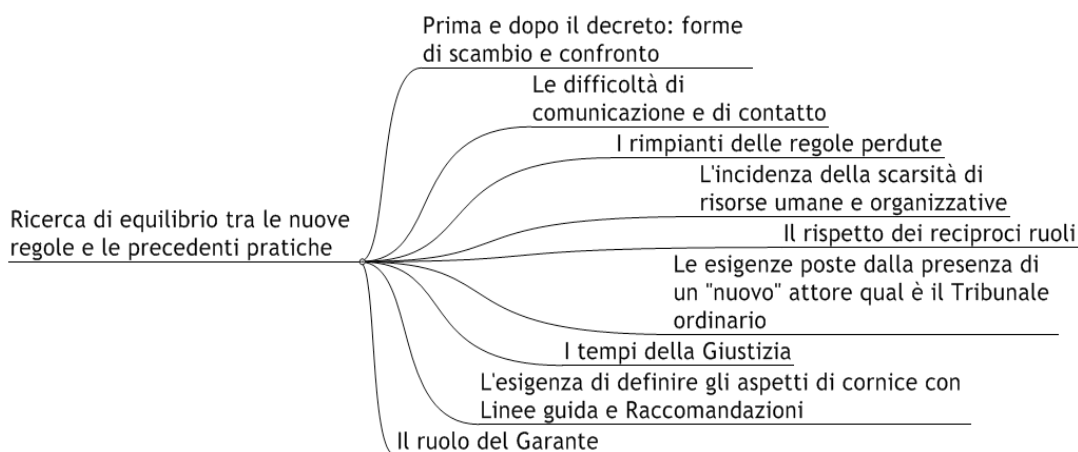 Prima e dopo il decreto: forme
di scambio e confronto
Le difficoltà di
comunicazione e di contatto
I rimpianti delle regole perdute
L'incidenza della scarsità di
risorse umane e organizzative
Ricerca di equilibrio tra le nuove
regole e le precedenti pratiche
Il rispetto dei reciproci ruoli
Le esigenze poste dalla presenza di
un "nuovo" attore qual è il Tribunale
ordinario
I tempi della Giustizia
L'esigenza di definire gli aspetti di cornice con
Linee guida e Raccomandazioni
Il ruolo del Garante